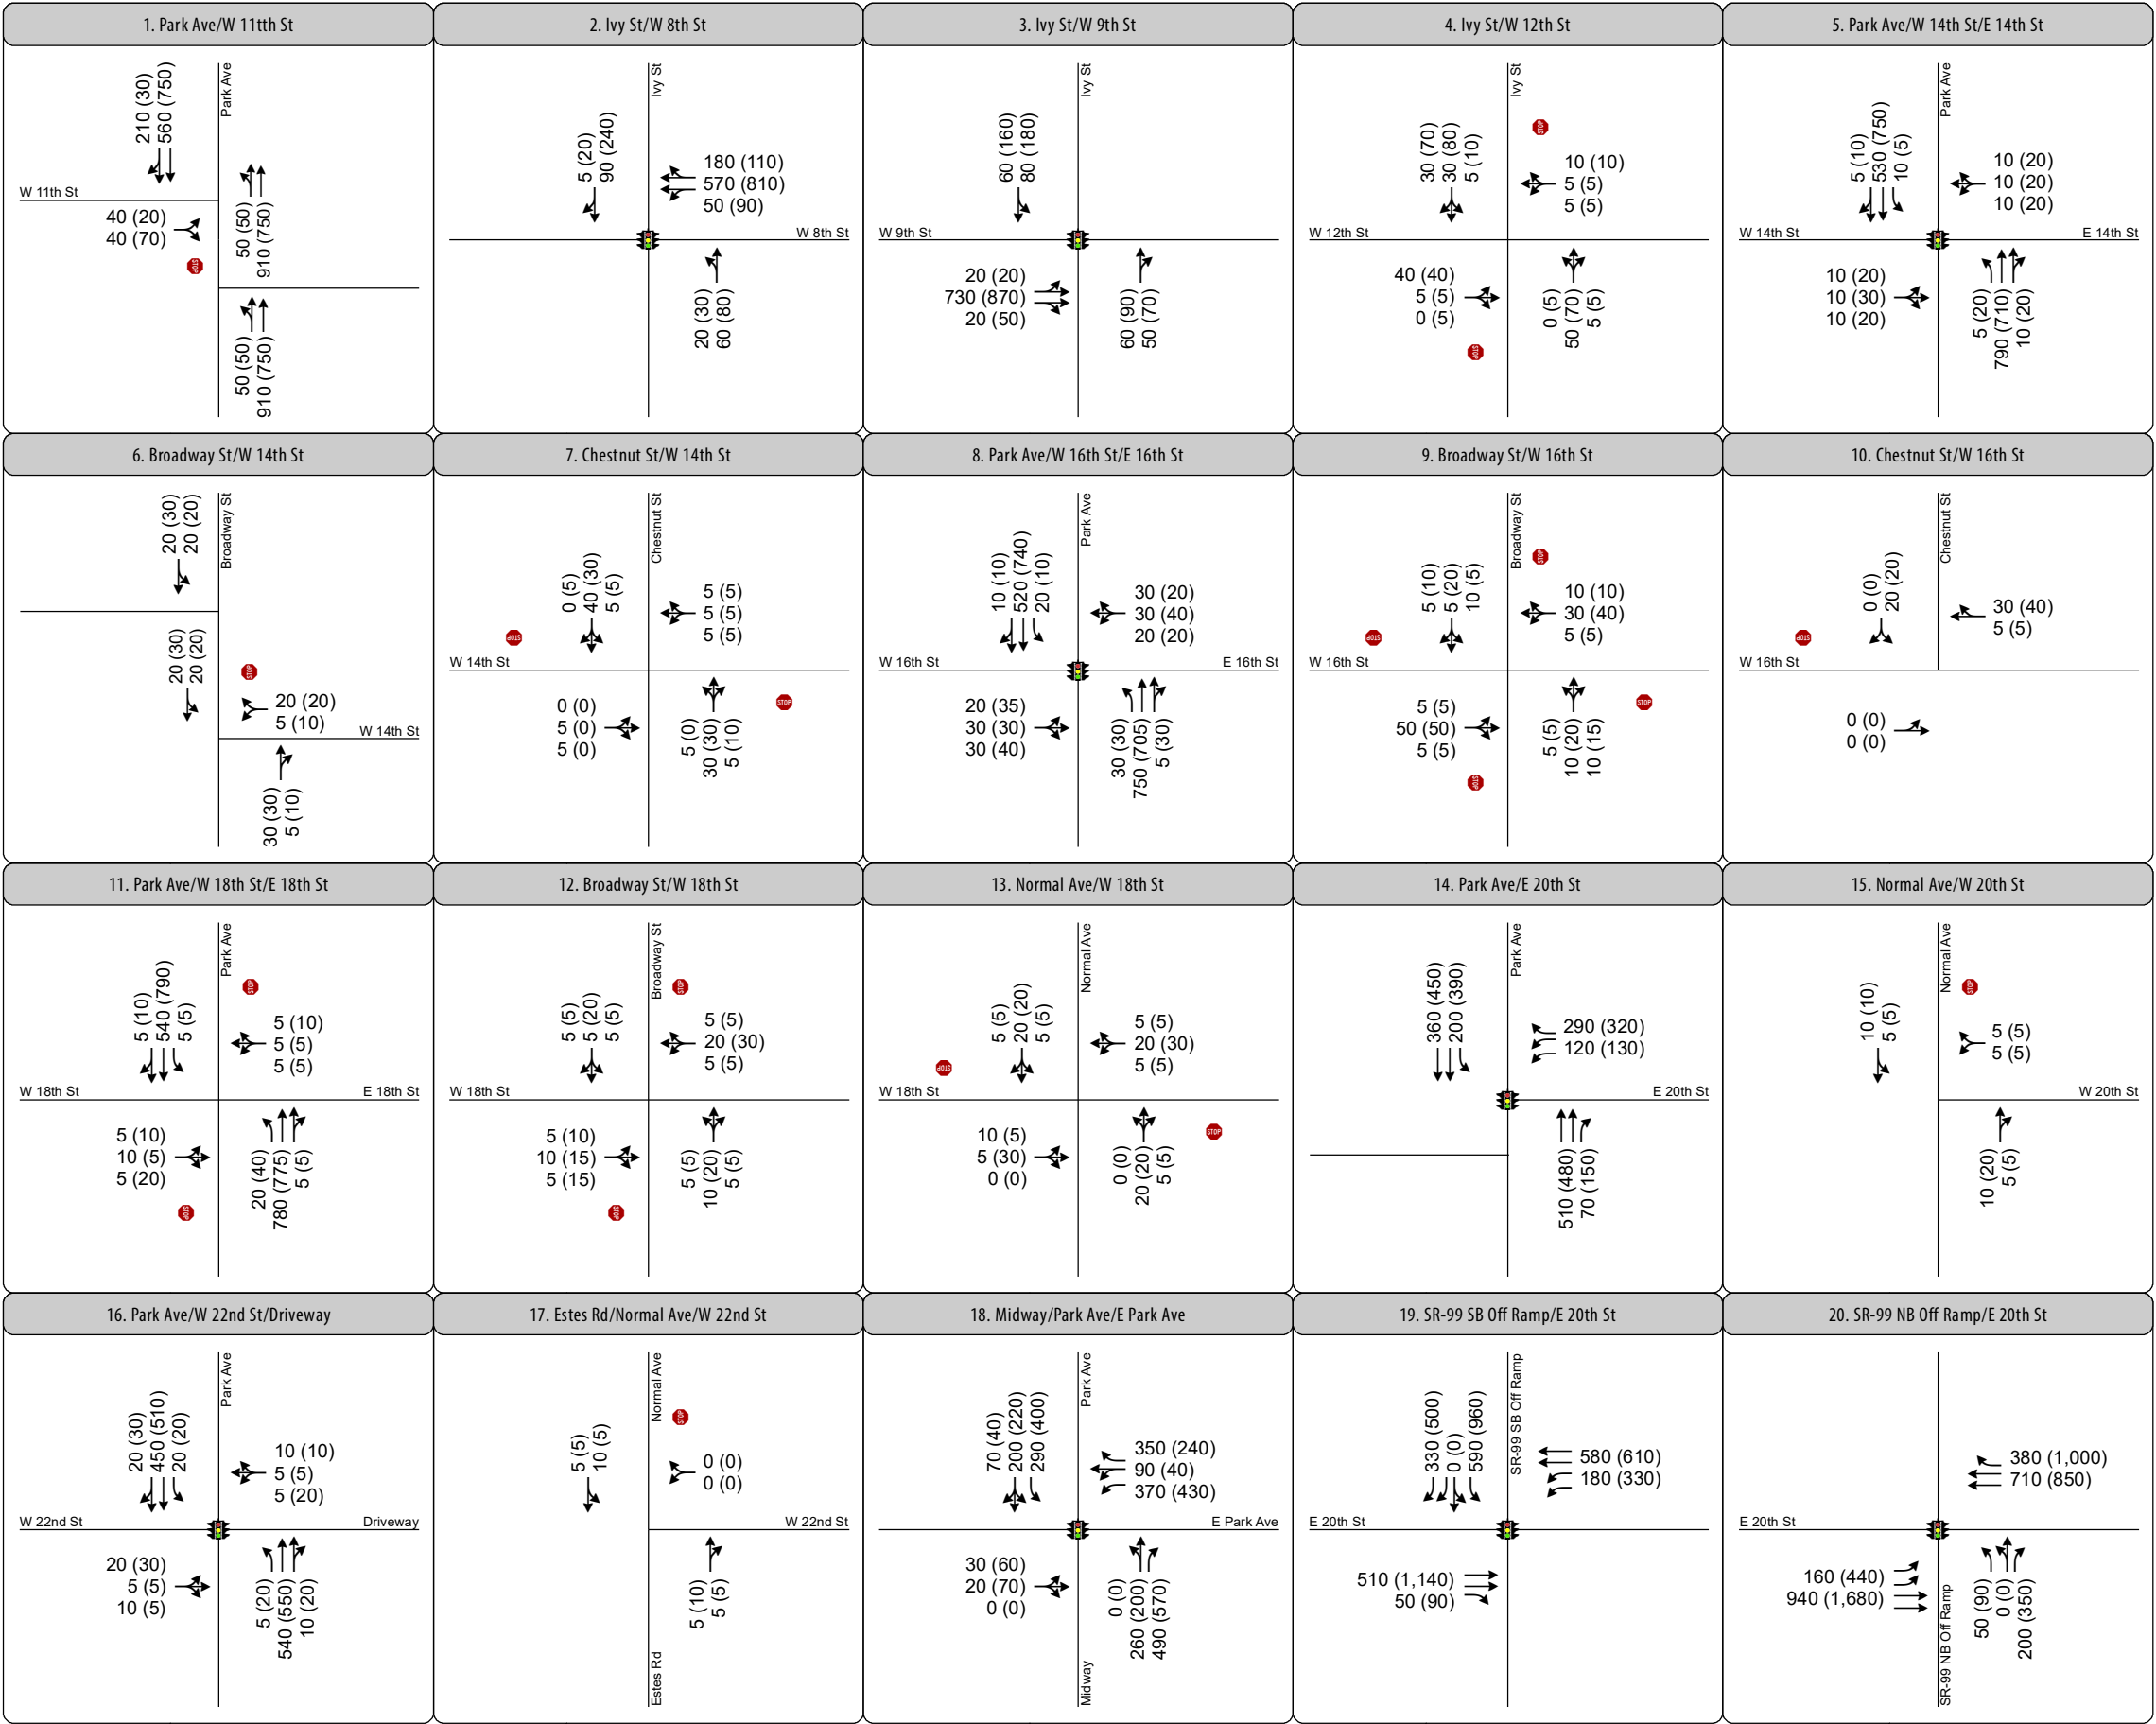 1. Park Ave/W 11tth St
210 (30)
560 (750)
Park Ave
W 11th St
40 (20)
40 (70)
STOP
50 (50)
910 (750)
50 (50)
910 (750)
2. Ivy St/W 8th St
5 (20)
90 (240)
Ivy St
180 (110)
570 (810)
50 (90)
W 8th St
20 (30)
60 (80)
3. Ivy St/W 9th St
60 (160)
80 (180)
Ivy St
W 9th St
20 (20)
730 (870)
20 (50)
60 (90)
50 (70)
4. Ivy St/W 12th St
30 (70)
30 (80)
5 (10)
Ivy St
STOP
10 (10)
5 (5)
5 (5)
W 12th St
40 (40)
5 (5)
0 (5)
STOP
0 (5)
50 (70)
5 (5)
5. Park Ave/W 14th St/E 14th St
5 (10)
530 (750)
10 (5)
Park Ave
10 (20)
10 (20)
10 (20)
W 14th St
E 14th St
10 (20)
10 (30)
10 (20)
5 (20)
790 (710)
10 (20)
6. Broadway St/W 14th St
20 (30)
20 (20)
Broadway St
20 (30)
20 (20)
STOP
20 (20)
5 (10)
W 14th St
30 (30)
5 (10)
7. Chestnut St/W 14th St
0 (5)
40 (30)
5 (5)
Chestnut St
5 (5)
5 (5)
5 (5)
STOP
W 14th St
0 (0)
5 (0)
5 (0)
5 (0)
30 (30)
5 (10)
STOP
8. Park Ave/W 16th St/E 16th St
10 (10)
520 (740)
20 (10)
Park Ave
30 (20)
30 (40)
20 (20)
W 16th St
E 16th St
20 (35)
30 (30)
30 (40)
30 (30)
750 (705)
5 (30)
9. Broadway St/W 16th St
5 (10)
5 (20)
10 (5)
Broadway St
STOP
10 (10)
30 (40)
5 (5)
STOP
W 16th St
5 (5)
50 (50)
5 (5)
STOP
5 (5)
10 (20)
10 (15)
STOP
10. Chestnut St/W 16th St
0 (0)
20 (20)
Chestnut St
30 (40)
5 (5)
STOP
W 16th St
0 (0)
0 (0)
11. Park Ave/W 18th St/E 18th St
5 (10)
540 (790)
5 (5)
Park Ave
STOP
5 (10)
5 (5)
5 (5)
W 18th St
E 18th St
5 (10)
10 (5)
5 (20)
STOP
20 (40)
780 (775)
5 (5)
12. Broadway St/W 18th St
5 (5)
5 (20)
5 (5)
Broadway St
STOP
5 (5)
20 (30)
5 (5)
W 18th St
5 (10)
10 (15)
5 (15)
STOP
5 (5)
10 (20)
5 (5)
13. Normal Ave/W 18th St
5 (5)
20 (20)
5 (5)
Normal Ave
5 (5)
20 (30)
5 (5)
STOP
W 18th St
10 (5)
5 (30)
0 (0)
0 (0)
20 (20)
5 (5)
STOP
14. Park Ave/E 20th St
360 (450)
200 (390)
Park Ave
290 (320)
120 (130)
E 20th St
510 (480)
70 (150)
15. Normal Ave/W 20th St
10 (10)
5 (5)
Normal Ave
STOP
5 (5)
5 (5)
W 20th St
10 (20)
5 (5)
16. Park Ave/W 22nd St/Driveway
20 (30)
450 (510)
20 (20)
Park Ave
10 (10)
5 (5)
5 (20)
W 22nd St
Driveway
20 (30)
5 (5)
10 (5)
5 (20)
540 (550)
10 (20)
17. Estes Rd/Normal Ave/W 22nd St
5 (5)
10 (5)
Normal Ave
STOP
0 (0)
0 (0)
W 22nd St
5 (10)
5 (5)
Estes Rd
18. Midway/Park Ave/E Park Ave
70 (40)
200 (220)
290 (400)
Park Ave
350 (240)
90 (40)
370 (430)
E Park Ave
30 (60)
20 (70)
0 (0)
0 (0)
260 (200)
490 (570)
Midway
19. SR-99 SB Off Ramp/E 20th St
330 (500)
0 (0)
590 (960)
SR-99 SB Off Ramp
580 (610)
180 (330)
E 20th St
510 (1,140)
50 (90)
20. SR-99 NB Off Ramp/E 20th St
380 (1,000)
710 (850)
E 20th St
160 (440)
940 (1,680)
SR-99 NB Off Ramp
50 (90)
0 (0)
200 (350)